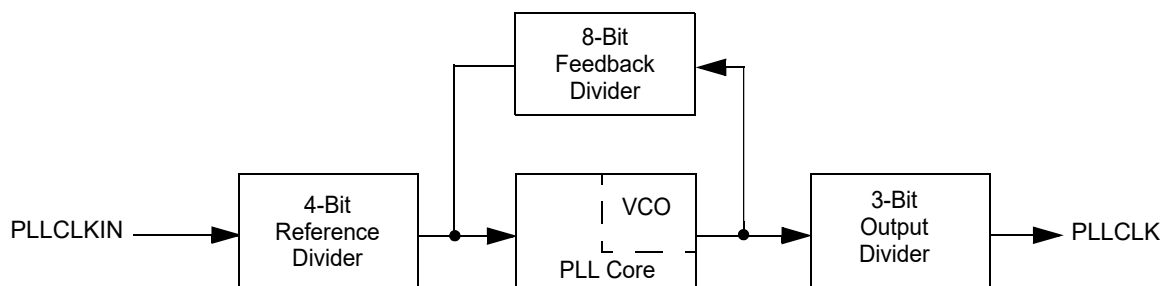 8-Bit
Feedback
Divider
PLLCLKIN
4-Bit
Reference
Divider
VCO
PLL Core
3-Bit
Output
Divider
PLLCLK